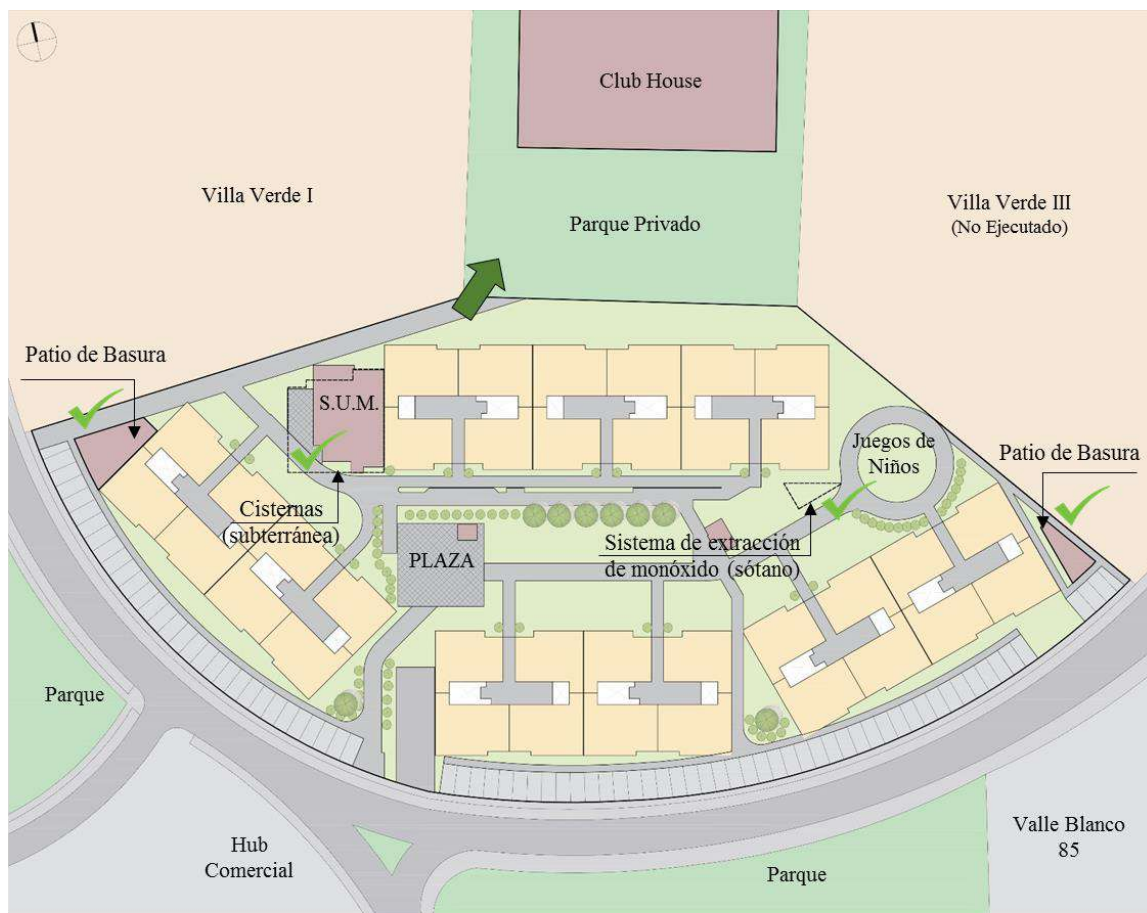 Club House
Villa Verde I
Parque Privado
Villa Verde III
(No Ejecutado)
Patio de Basura
S.U.M.
Juegos de
Niños
Patio de Basura
Cisternas
(subterránea)
PLAZA
Sistema de extracción
de monóxido (sótano)
Parque
Hub
Comercial
Valle Blanco
85
Parque